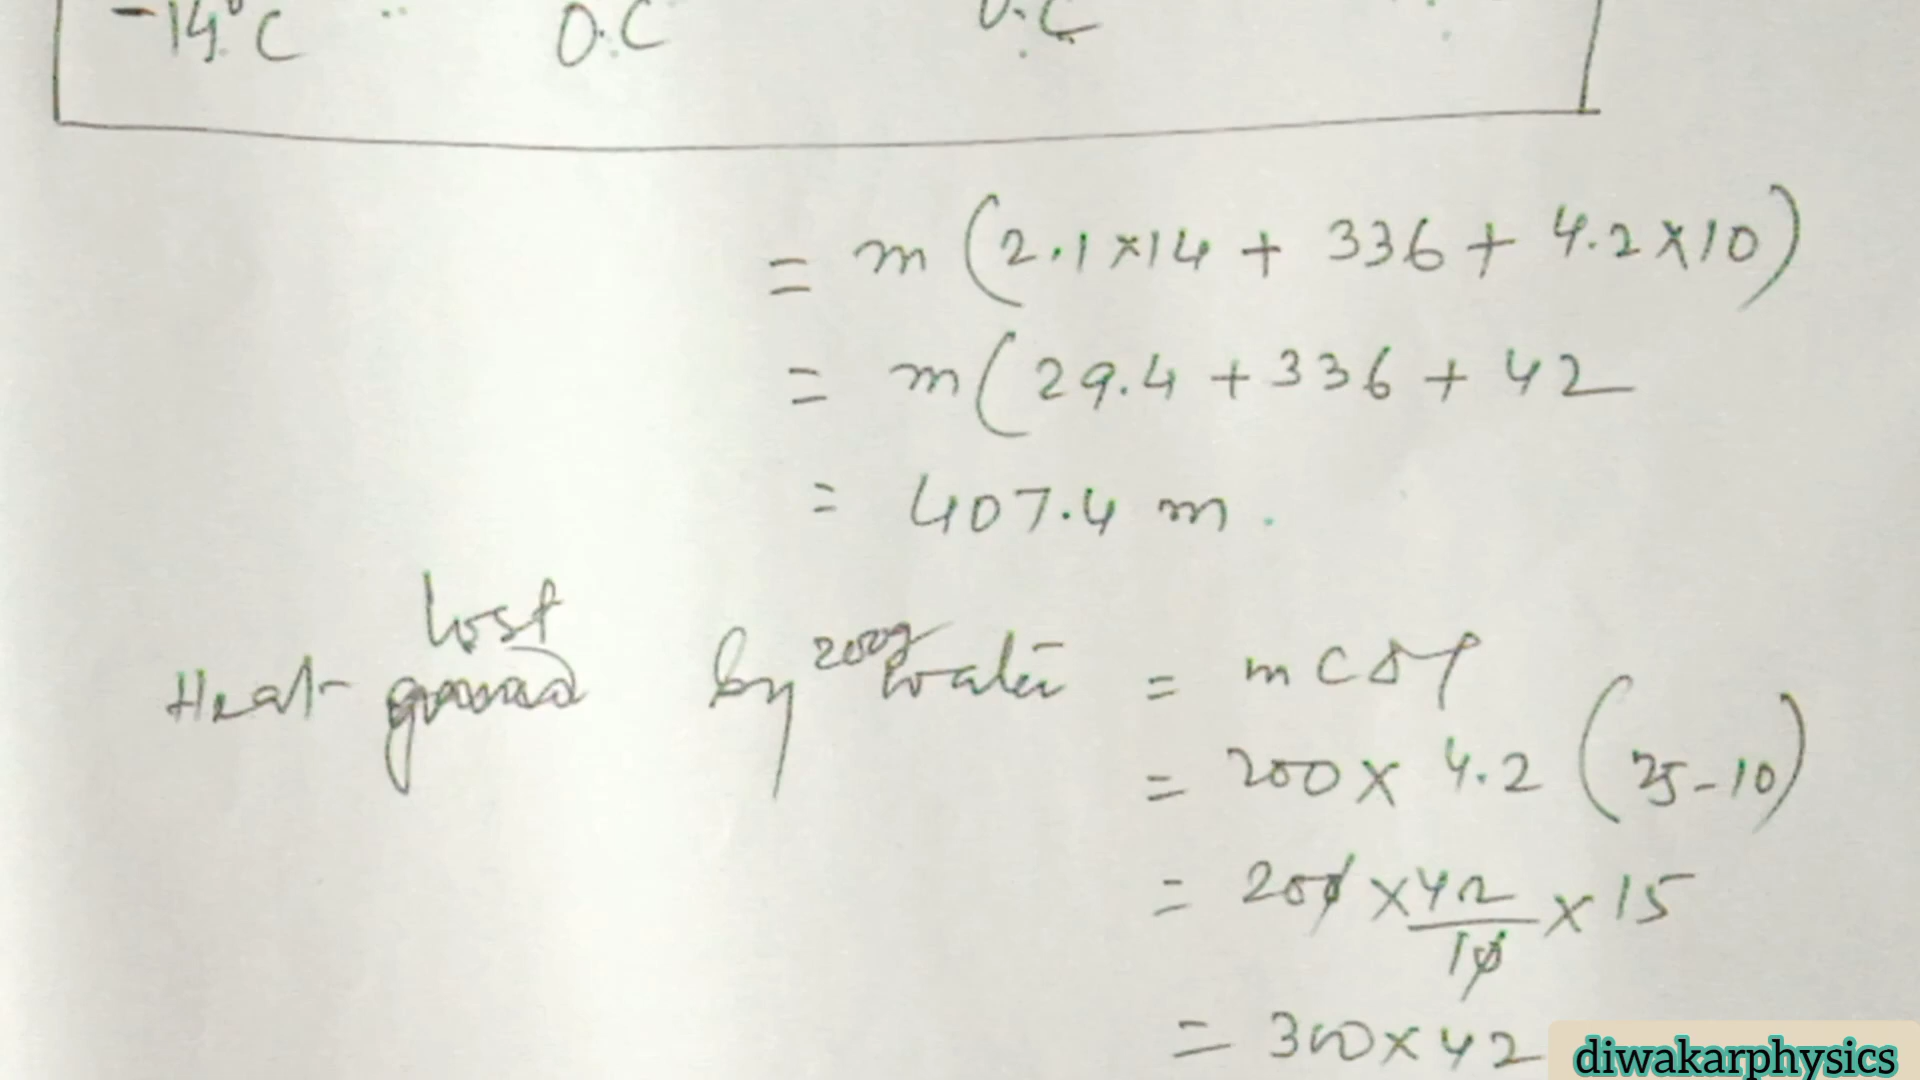 -14°C 0°C 0°C
= m (2.1×14 + 336 + 4.2×10)
= m (29.4 + 336 + 42
= 407.4 m.
lost
Heat gained by 200g water = mcΔT
= 200 × 4.2 (25-10)
= 200 × 42/10 × 15
= 300×42
diwakarphysics